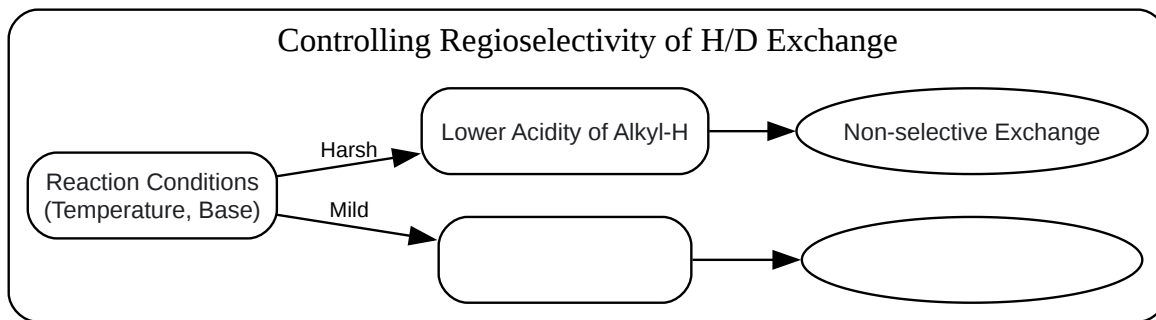 Controlling Regioselectivity of H/D Exchange
Harsh
Lower Acidity of Alkyl-H
Non-selective Exchange
Reaction Conditions
(Temperature, Base)
Mild